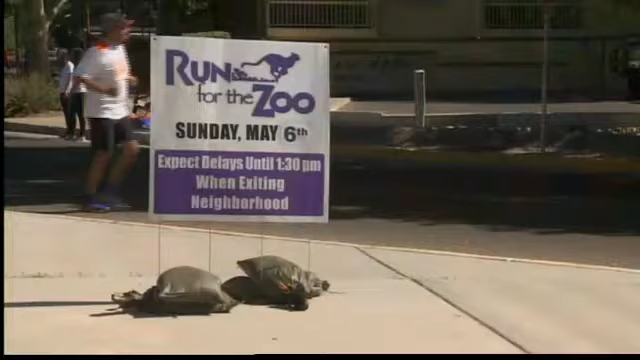 Run
for the Zoo
SUNDAY, MAY 6th
Expect Delays Until 1:30 pm
When Exiting
Neighborhood